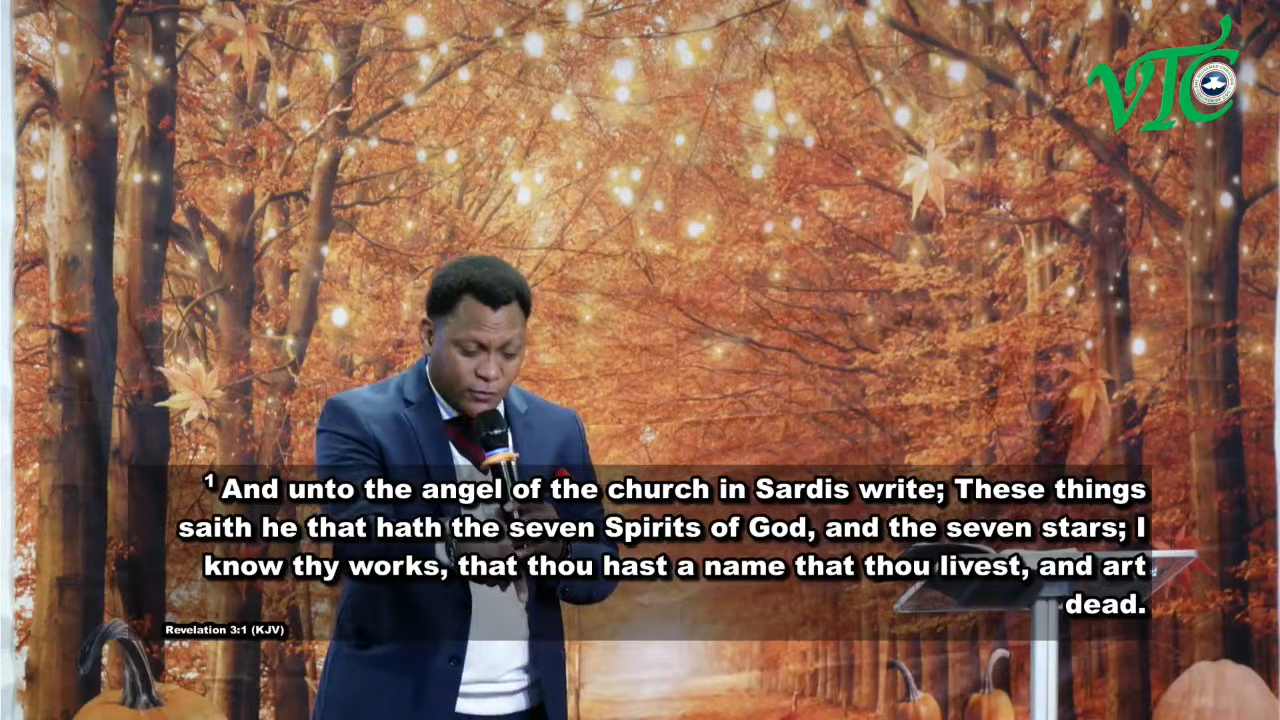 VTC
1 And unto the angel of the church in Sardis write; These things
saith he that hath the seven Spirits of God, and the seven stars; I
know thy works, that thou hast a name that thou livest, and art
dead.
Revelation 3:1 (KJV)